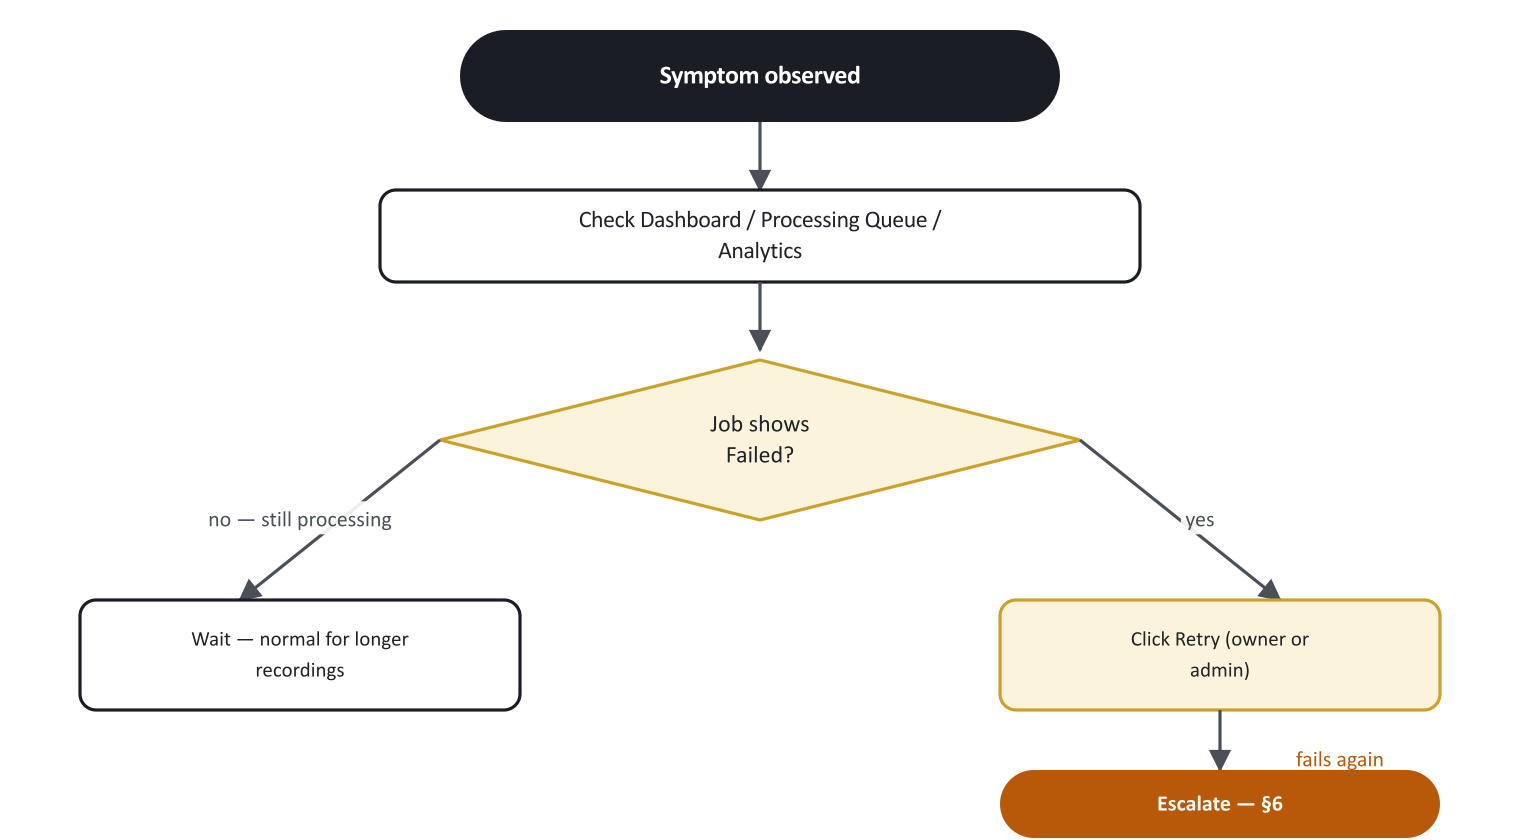 Symptom observed
Check Dashboard / Processing Queue /
Analytics
Job shows
Failed?
no — still processing
yes
Wait — normal for longer
recordings
Click Retry (owner or
admin)
fails again
Escalate — §6